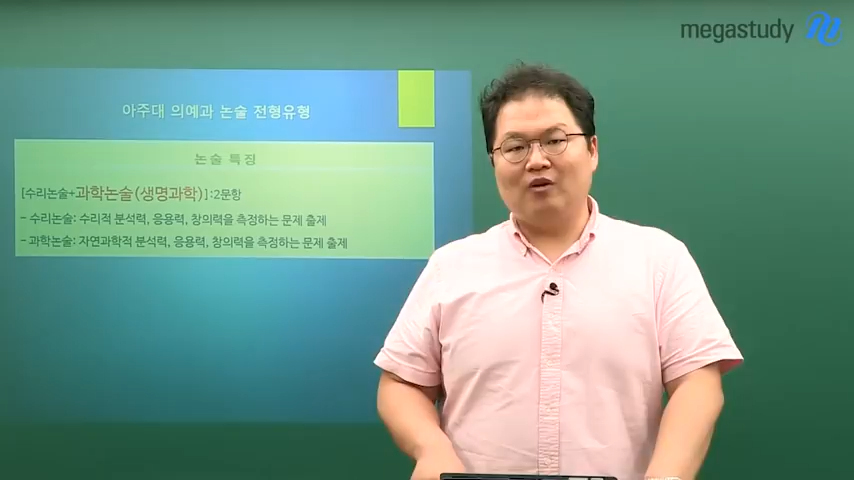 megastudy
아주대 의예과 논술 전형유형
논술 특징
[수리논술+과학논술(생명과학)]:2문항
- 수리논술: 수리적 분석력, 응용력, 창의력을 측정하는 문제 출제
- 과학논술: 자연과학적 분석력, 응용력, 창의력을 측정하는 문제 출제